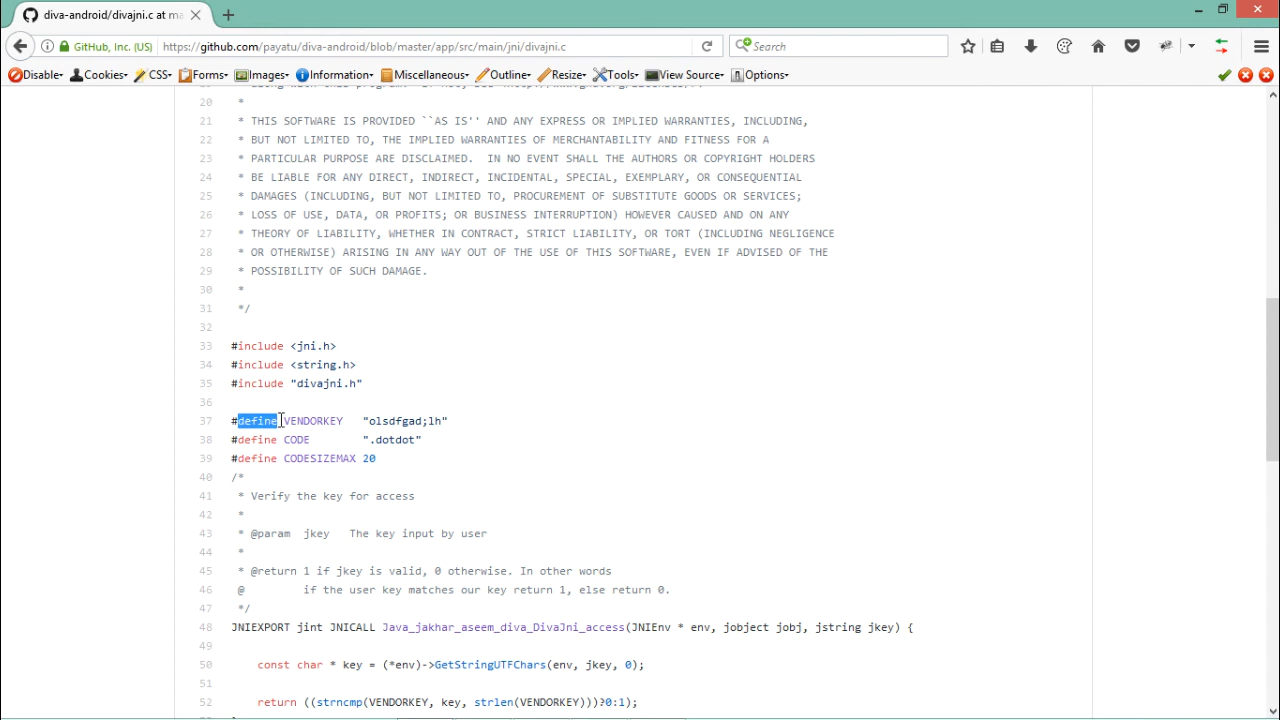 diva-android/divajni.c at ma
GitHub, Inc. (US)
https://github.com/payatu/diva-android/blob/master/app/src/main/jni/divajni.c
Search
Disable
Cookies
CSS
Forms
Images
Information
Miscellaneous
Outline
Resize
Tools
View Source
Options
20 *
21 * THIS SOFTWARE IS PROVIDED ``AS IS'' AND ANY EXPRESS OR IMPLIED WARRANTIES, INCLUDING,
22 * BUT NOT LIMITED TO, THE IMPLIED WARRANTIES OF MERCHANTABILITY AND FITNESS FOR A
23 * PARTICULAR PURPOSE ARE DISCLAIMED.  IN NO EVENT SHALL THE AUTHORS OR COPYRIGHT HOLDERS
24 * BE LIABLE FOR ANY DIRECT, INDIRECT, INCIDENTAL, SPECIAL, EXEMPLARY, OR CONSEQUENTIAL
25 * DAMAGES (INCLUDING, BUT NOT LIMITED TO, PROCUREMENT OF SUBSTITUTE GOODS OR SERVICES;
26 * LOSS OF USE, DATA, OR PROFITS; OR BUSINESS INTERRUPTION) HOWEVER CAUSED AND ON ANY
27 * THEORY OF LIABILITY, WHETHER IN CONTRACT, STRICT LIABILITY, OR TORT (INCLUDING NEGLIGENCE
28 * OR OTHERWISE) ARISING IN ANY WAY OUT OF THE USE OF THIS SOFTWARE, EVEN IF ADVISED OF THE
29 * POSSIBILITY OF SUCH DAMAGE.
30 *
31 */
32
33 #include <jni.h>
34 #include <string.h>
35 #include "divajni.h"
36
37 #define VENDORKEY   "olsdfgad;lh"
38 #define CODE        ".dotdot"
39 #define CODESIZEMAX 20
40 /*
41 * Verify the key for access
42 *
43 * @param  jkey   The key input by user
44 *
45 * @return 1 if jkey is valid, 0 otherwise. In other words
46 @         if the user key matches our key return 1, else return 0.
47 */
48 JNIEXPORT jint JNICALL Java_jakhar_aseem_diva_DivaJni_access(JNIEnv * env, jobject jobj, jstring jkey) {
49
50 const char * key = (*env)->GetStringUTFChars(env, jkey, 0);
51
52 return ((strncmp(VENDORKEY, key, strlen(VENDORKEY)))?0:1);